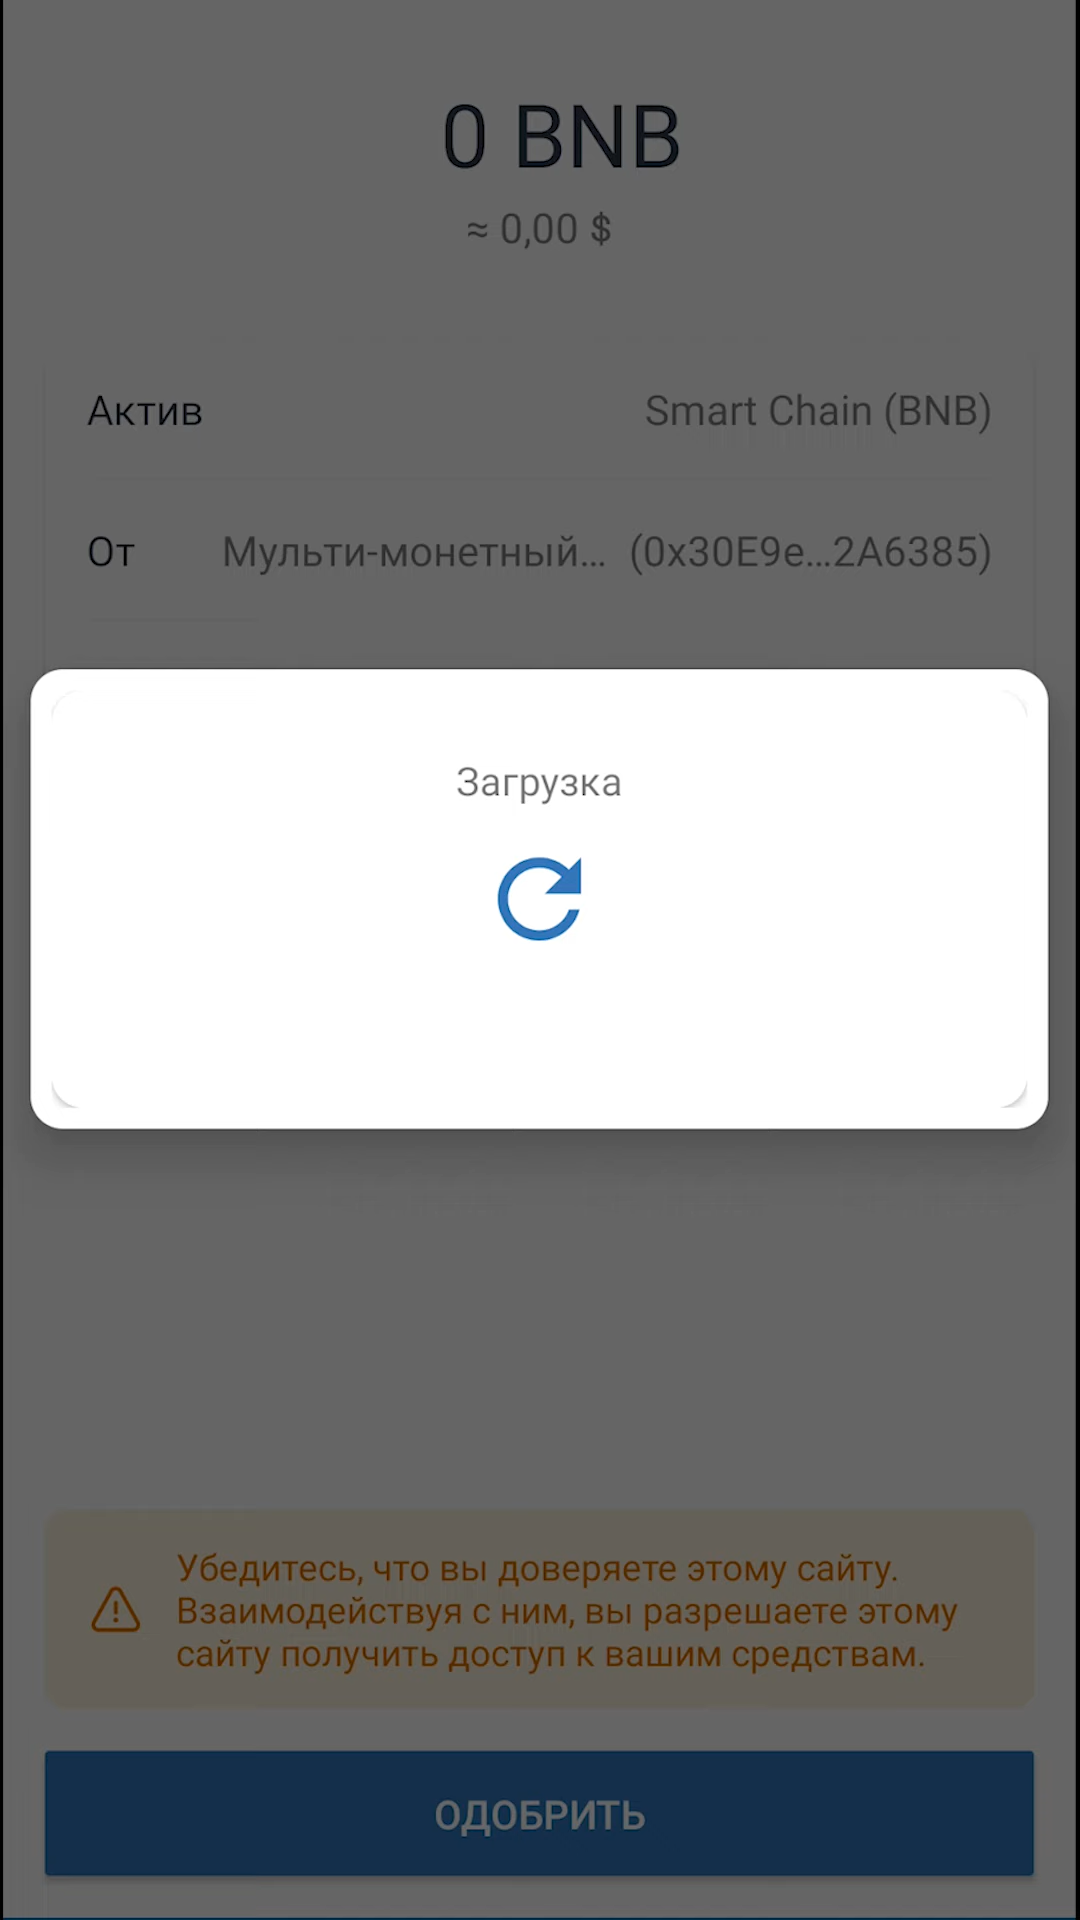 0 BNB
≈ 0,00 $
Актив Smart Chain (BNB)
От Мульти-монетный... (0x30E9e...2A6385)
Загрузка
Убедитесь, что вы доверяете этому сайту.
Взаимодействуя с ним, вы разрешаете этому
сайту получить доступ к вашим средствам.
ОДОБРИТЬ